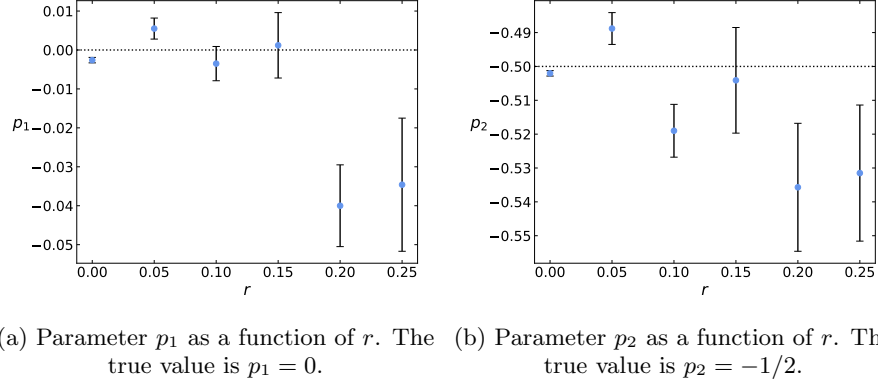 0.01
0.00
−0.01
−0.02
−0.03
−0.04
−0.05
p₁
0.00 0.05 0.10 0.15 0.20 0.25
r
−0.49
−0.50
−0.51
−0.52
−0.53
−0.54
−0.55
p₂
0.00 0.05 0.10 0.15 0.20 0.25
r
a) Parameter p₁ as a function of r. The
true value is p₁ = 0.
(b) Parameter p₂ as a function of r. Th
true value is p₂ = −1/2.